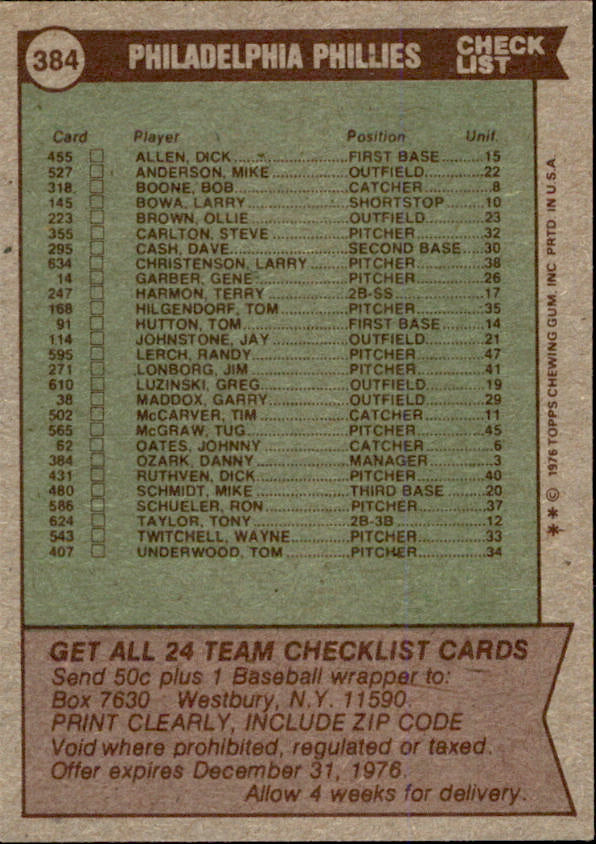 384 PHILADELPHIA PHILLIES CHECK LIST
Card Player Position Unif.
455 ALLEN, DICK FIRST BASE 15
527 ANDERSON, MIKE OUTFIELD 22
318 BOONE, BOB CATCHER 8
145 BOWA, LARRY SHORTSTOP 10
223 BROWN, OLLIE OUTFIELD 23
355 CARLTON, STEVE PITCHER 32
295 CASH, DAVE SECOND BASE 30
634 CHRISTENSON, LARRY PITCHER 38
14 GARBER, GENE PITCHER 26
247 HARMON, TERRY 2B-SS 17
168 HILGENDORF, TOM PITCHER 35
91 HUTTON, TOM FIRST BASE 14
114 JOHNSTONE, JAY OUTFIELD 21
595 LERCH, RANDY PITCHER 47
271 LONBORG, JIM PITCHER 41
610 LUZINSKI, GREG OUTFIELD 19
38 MADDOX, GARRY OUTFIELD 29
502 McCARVER, TIM CATCHER 11
565 McGRAW, TUG PITCHER 45
62 OATES, JOHNNY CATCHER 6
384 OZARK, DANNY MANAGER 3
431 RUTHVEN, DICK PITCHER 40
480 SCHMIDT, MIKE THIRD BASE 20
586 SCHUELER, RON PITCHER 37
624 TAYLOR, TONY 2B-3B 12
543 TWITCHELL, WAYNE PITCHER 33
407 UNDERWOOD, TOM PITCHER 34
GET ALL 24 TEAM CHECKLIST CARDS
Send 50c plus 1 Baseball wrapper to:
Box 7630 Westbury, N.Y. 11590
PRINT CLEARLY, INCLUDE ZIP CODE
Void where prohibited, regulated or taxed.
Offer expires December 31, 1976.
Allow 4 weeks for delivery.
** © 1976 TOPPS CHEWING GUM, INC. PRTD. IN U.S.A.